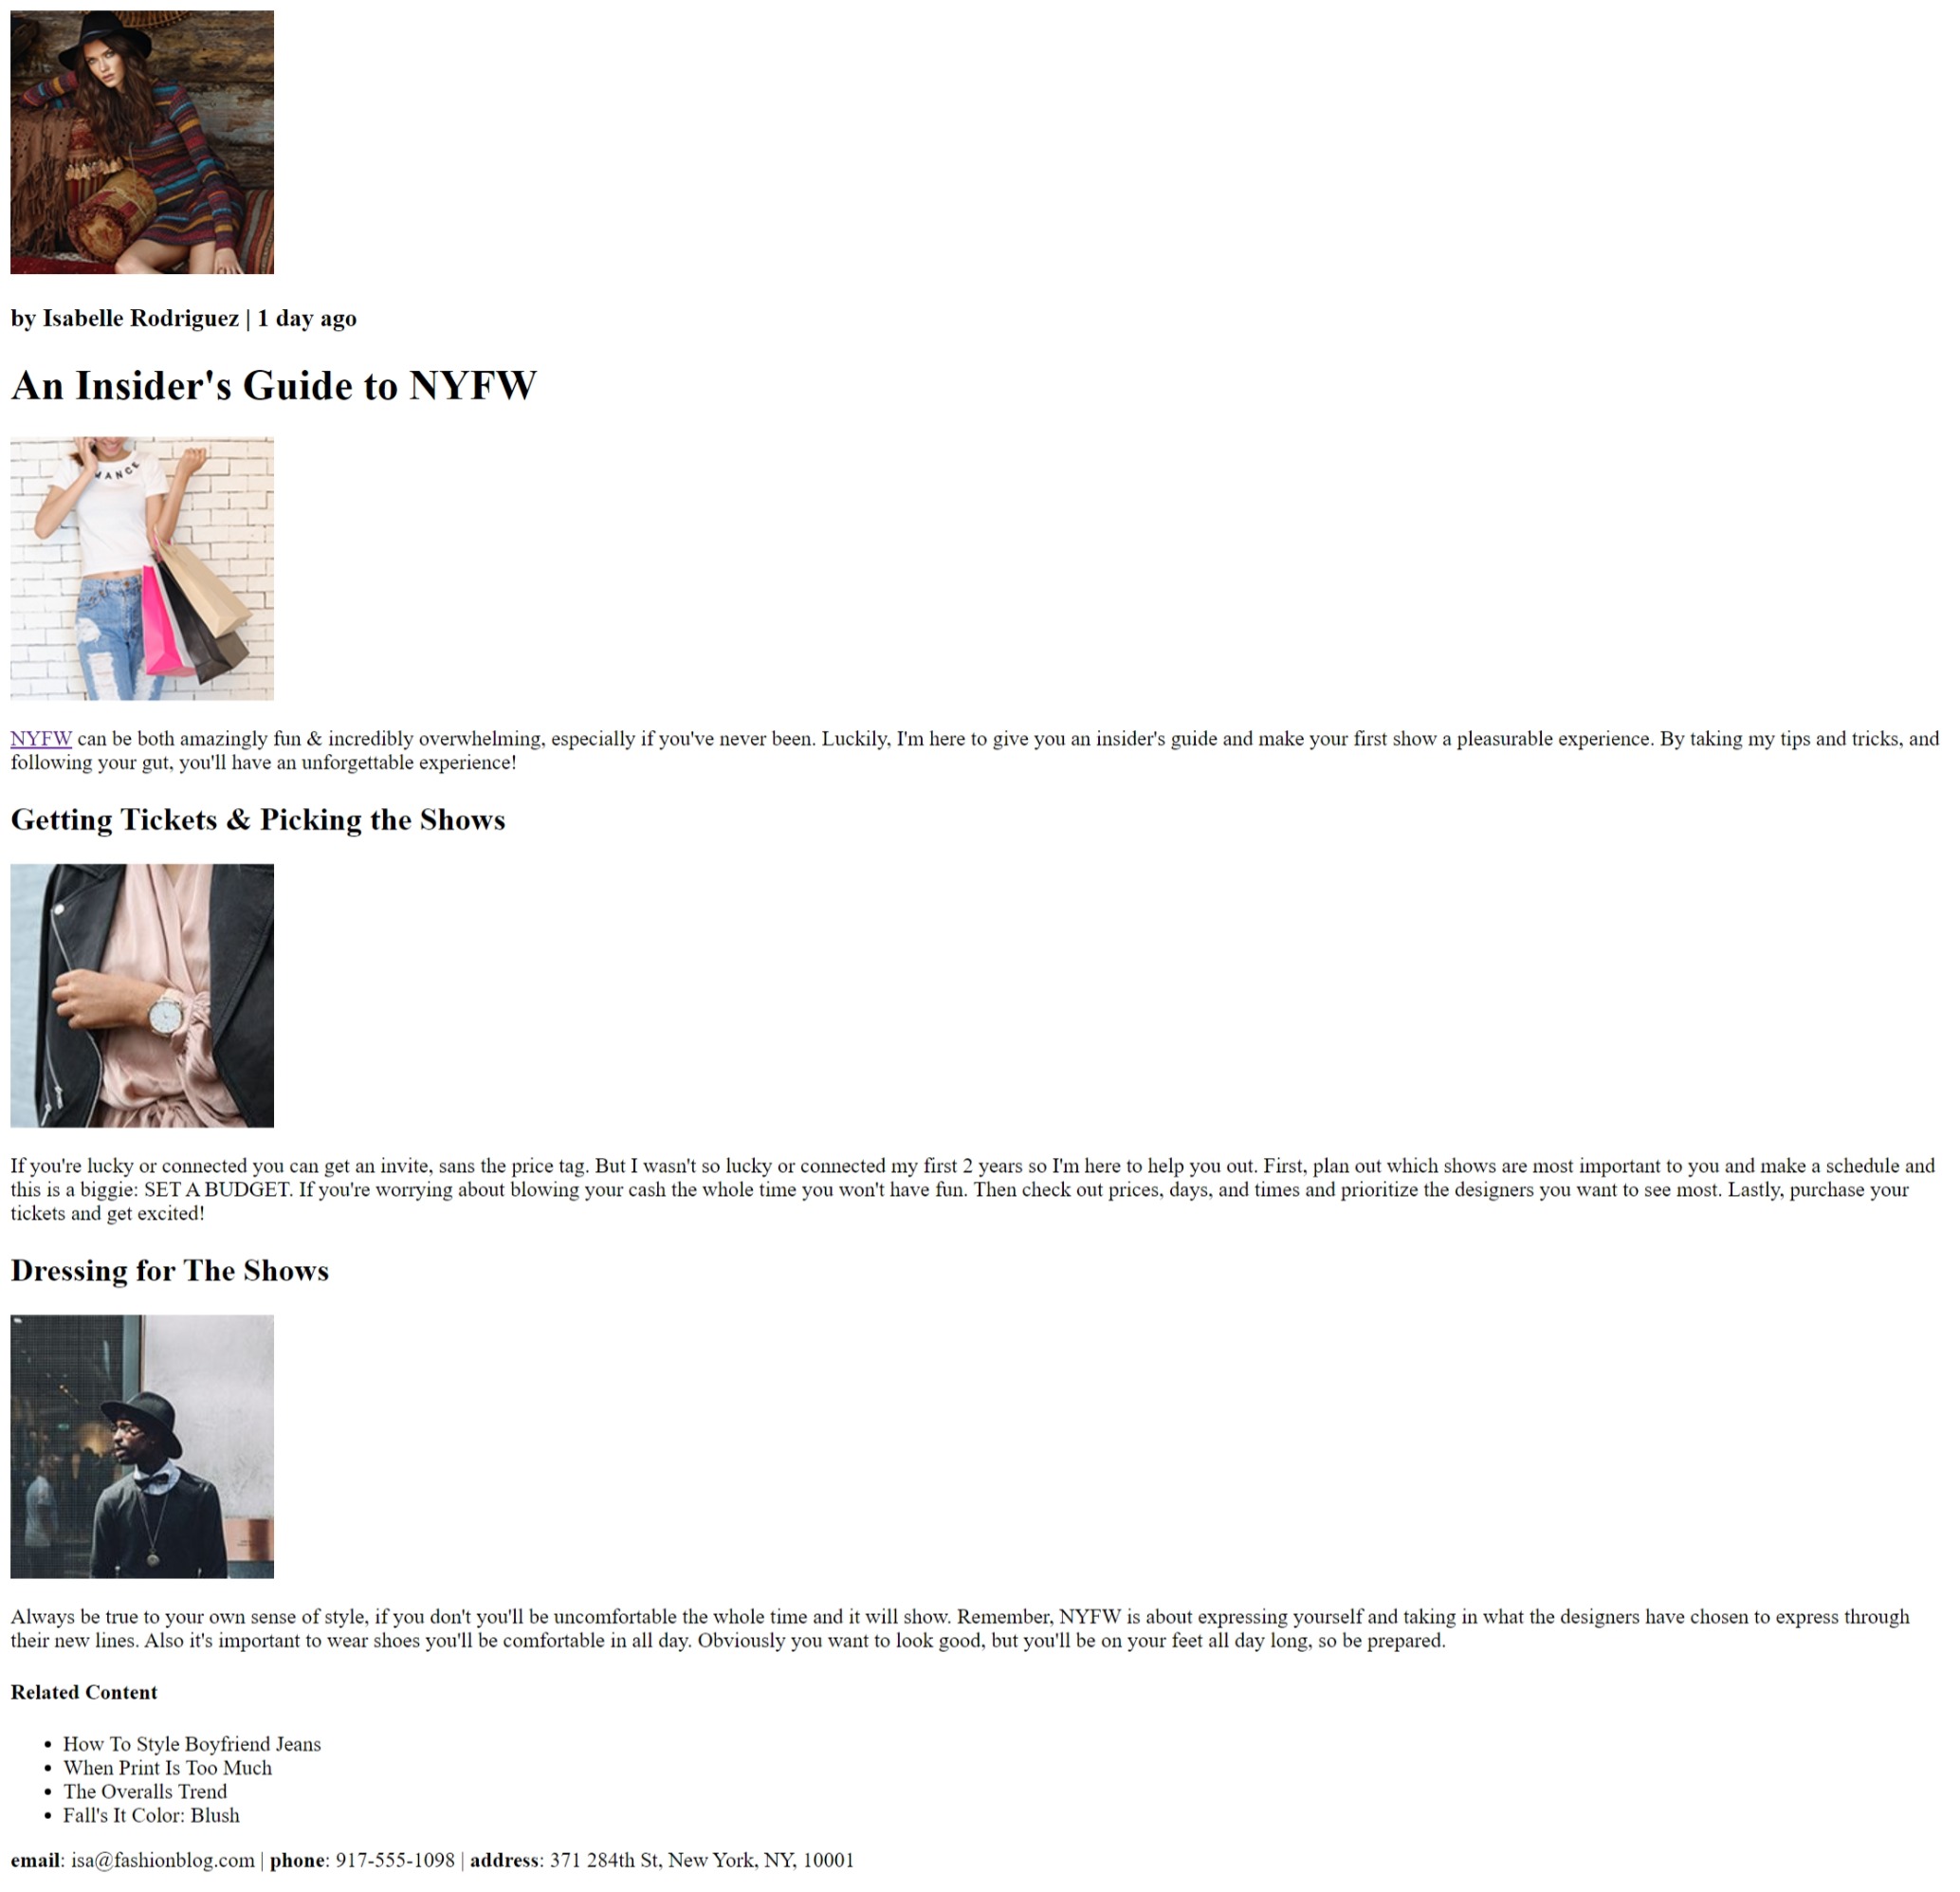 by Isabelle Rodriguez | 1 day ago
An Insider's Guide to NYFW
MANCE
NYFW can be both amazingly fun & incredibly overwhelming, especially if you've never been. Luckily, I'm here to give you an insider's guide and make your first show a pleasurable experience. By taking my tips and tricks, and
following your gut, you'll have an unforgettable experience!
Getting Tickets & Picking the Shows
If you're lucky or connected you can get an invite, sans the price tag. But I wasn't so lucky or connected my first 2 years so I'm here to help you out. First, plan out which shows are most important to you and make a schedule and
this is a biggie: SET A BUDGET. If you're worrying about blowing your cash the whole time you won't have fun. Then check out prices, days, and times and prioritize the designers you want to see most. Lastly, purchase your
tickets and get excited!
Dressing for The Shows
Always be true to your own sense of style, if you don't you'll be uncomfortable the whole time and it will show. Remember, NYFW is about expressing yourself and taking in what the designers have chosen to express through
their new lines. Also it's important to wear shoes you'll be comfortable in all day. Obviously you want to look good, but you'll be on your feet all day long, so be prepared.
Related Content
• How To Style Boyfriend Jeans
• When Print Is Too Much
• The Overalls Trend
• Fall's It Color: Blush
email: isa@fashionblog.com | phone: 917-555-1098 | address: 371 284th St, New York, NY, 10001